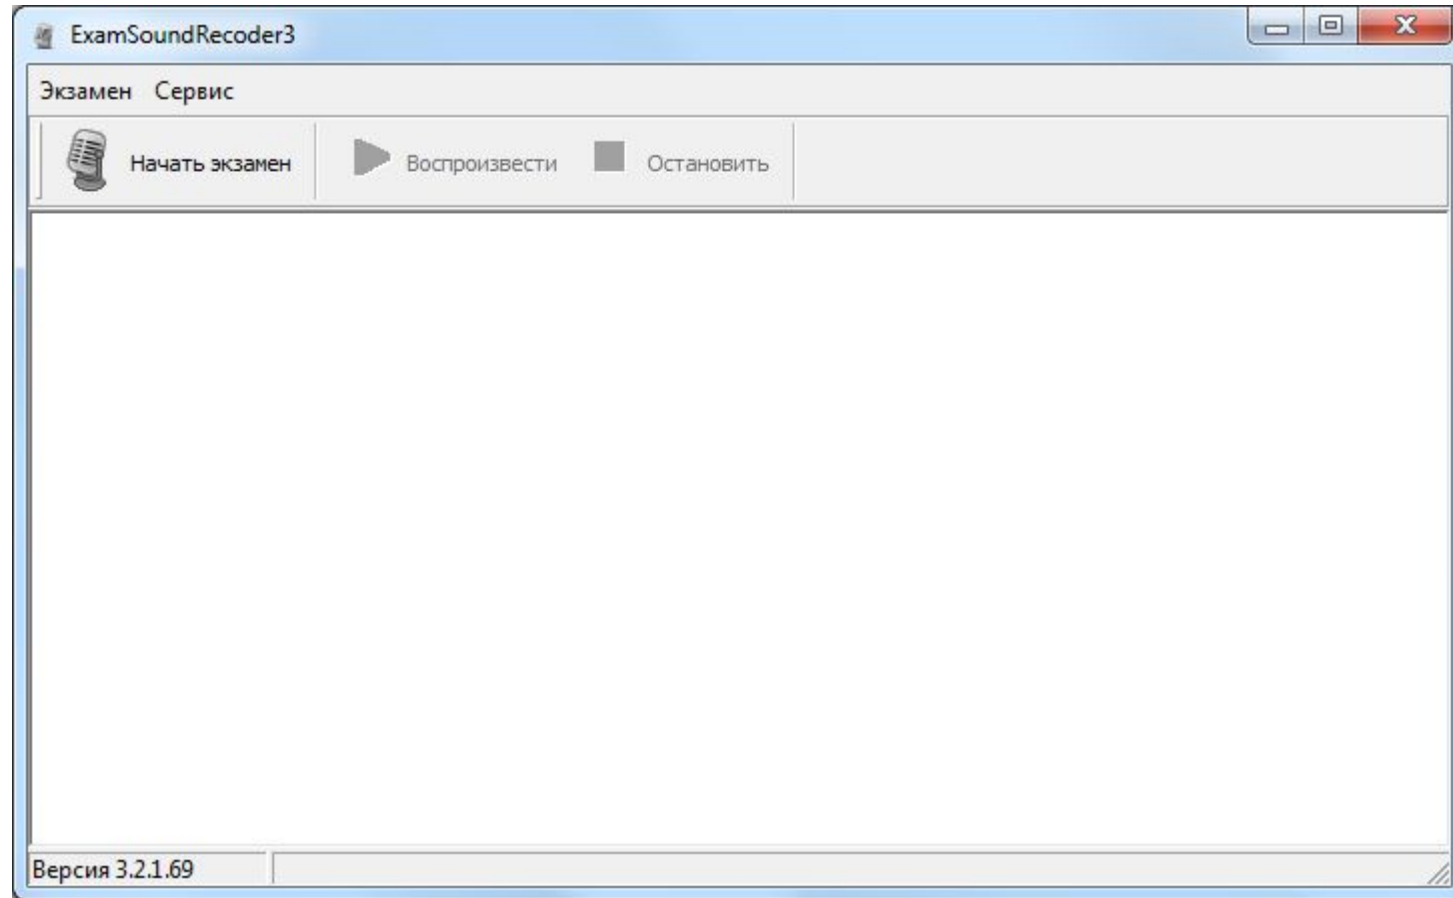 ExamSoundRecoder3
Экзамен Сервис
Начать экзамен Воспроизвести Остановить
Версия 3.2.1.69